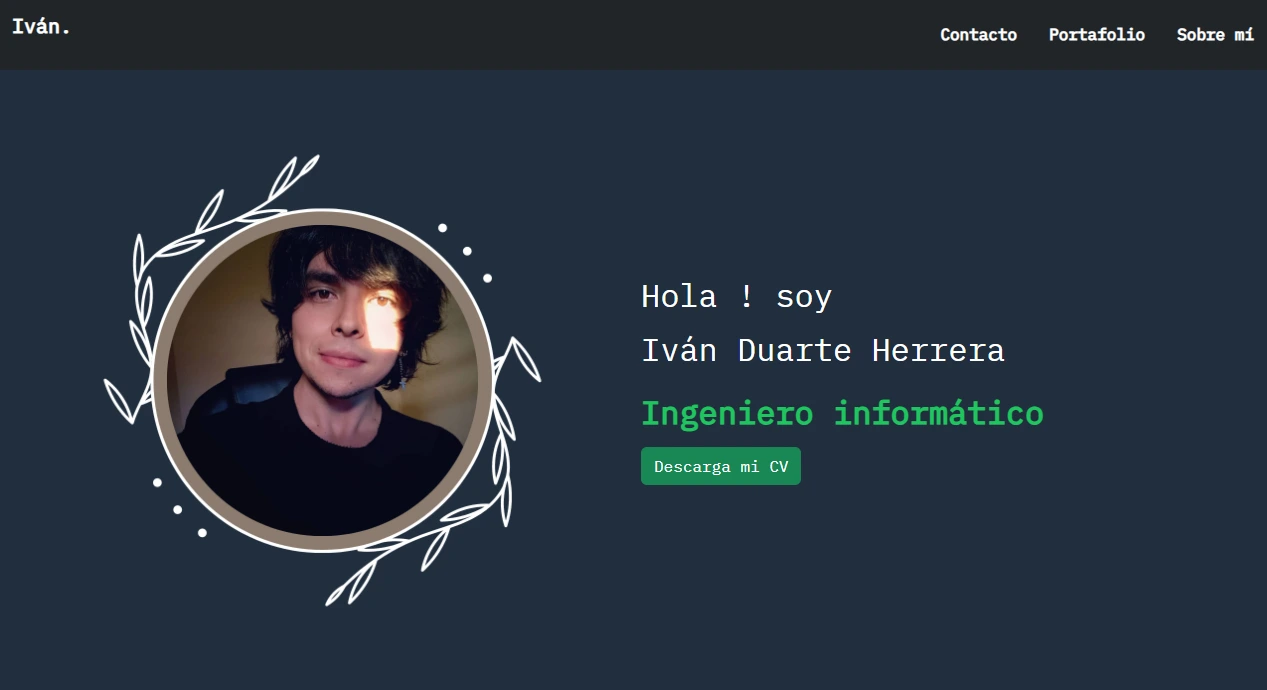 Iván.
Contacto Portafolio Sobre mí
Hola ! soy
Iván Duarte Herrera
Ingeniero informático
Descarga mi CV